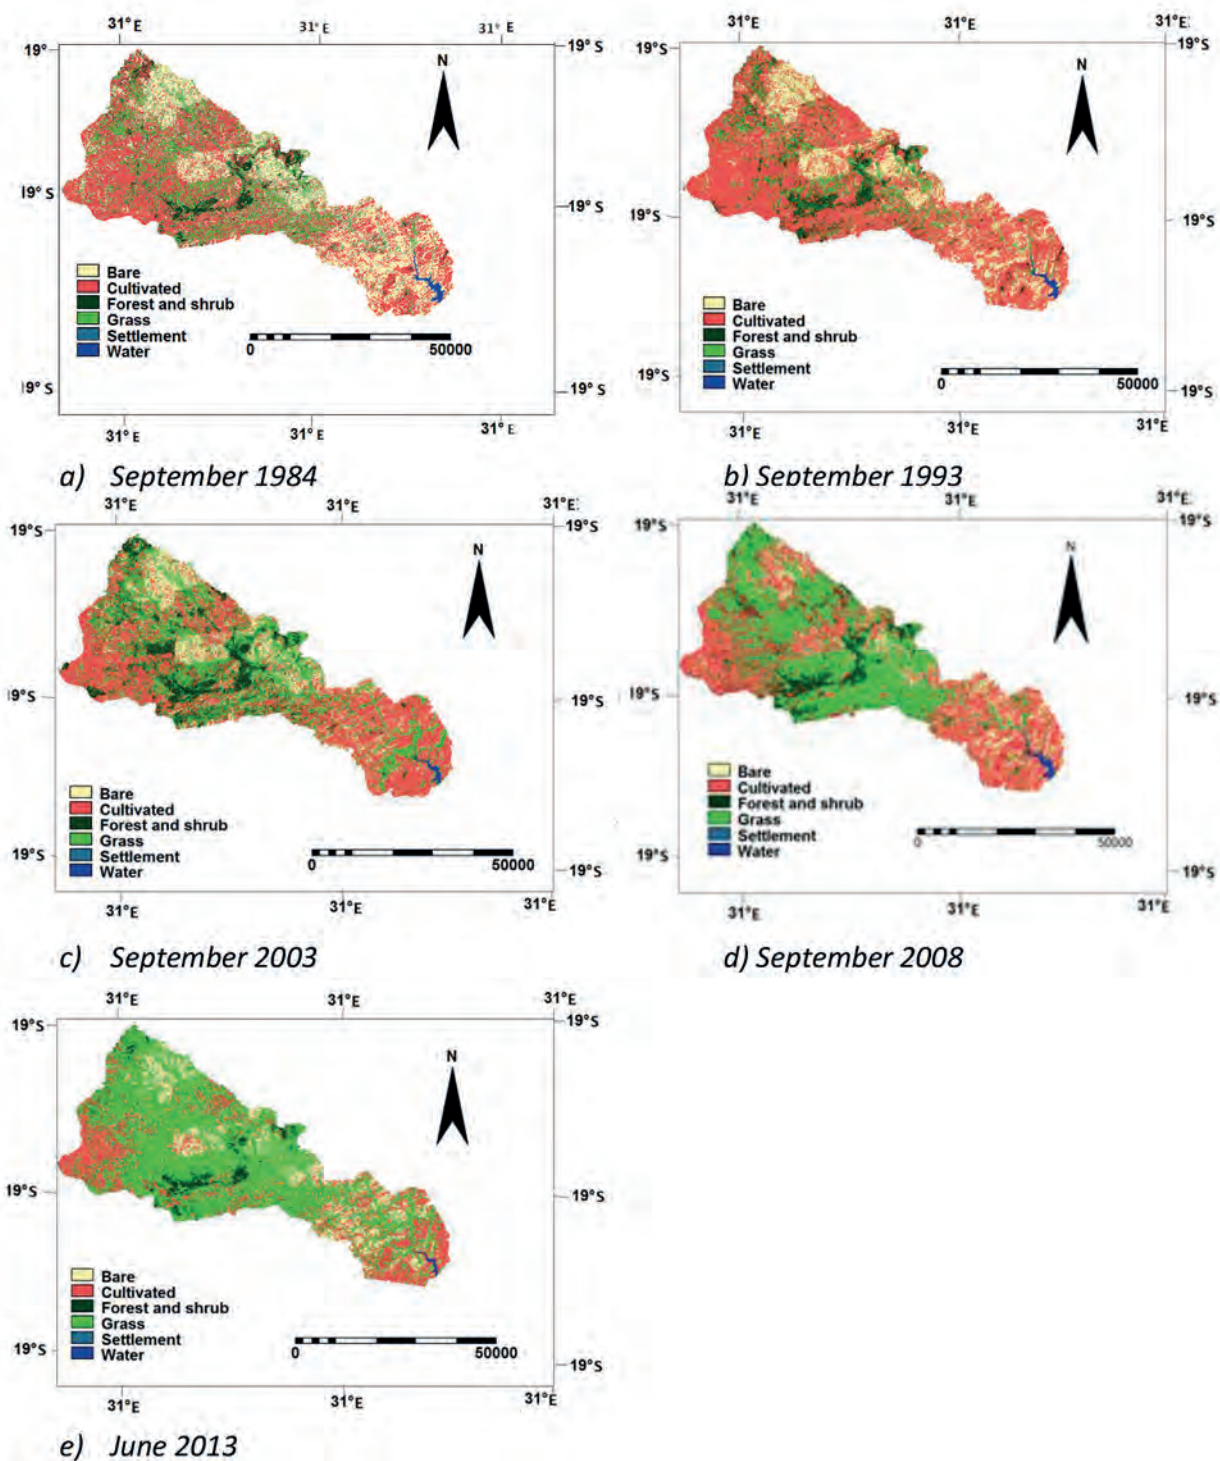 31°E 31°E 31°E
19° 19° S
N
19° S 19° S
Bare
Cultivated
Forest and shrub
Grass
Settlement
Water
0 50000
19° S 19° S
31°E 31°E 31°E
a) September 1984
31°E 31°E 31°E
19°S 19°S
N
19°S 19°S
Bare
Cultivated
Forest and shrub
Grass
Settlement
Water
0 50000
19°S 19°S
31°E 31°E 31°E
b) September 1993
31°E 31°E 31°E
19°S 19°S
N
19°S 19°S
Bare
Cultivated
Forest and shrub
Grass
Settlement
Water
0 50000
19°S 19°S
31°E 31°E 31°E
c) September 2003
31°E 31°E 31°E
19°S 19°S
N
19°S 19°S
Bare
Cultivated
Forest and shrub
Grass
Settlement
Water
0 50000
19°S 19°S
31°E 31°E 31°E
d) September 2008
31°E 31°E 31°E
19°S 19°S
N
19°S 19°S
Bare
Cultivated
Forest and shrub
Grass
Settlement
Water
0 50000
19°S 19°S
31°E 31°E 31°E
e) June 2013